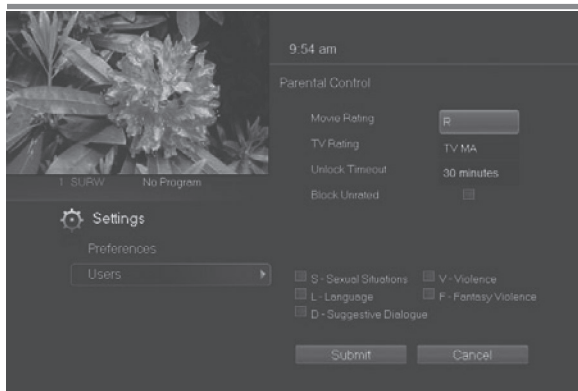 9:54 am
Parental Control
Movie Rating R
TV Rating TV MA
Unlock Timeout 30 minutes
Block Unrated
1 SURW No Program
Settings
Preferences
Users
S - Sexual Situations V - Violence
L - Language F - Fantasy Violence
D - Suggestive Dialogue
Submit Cancel